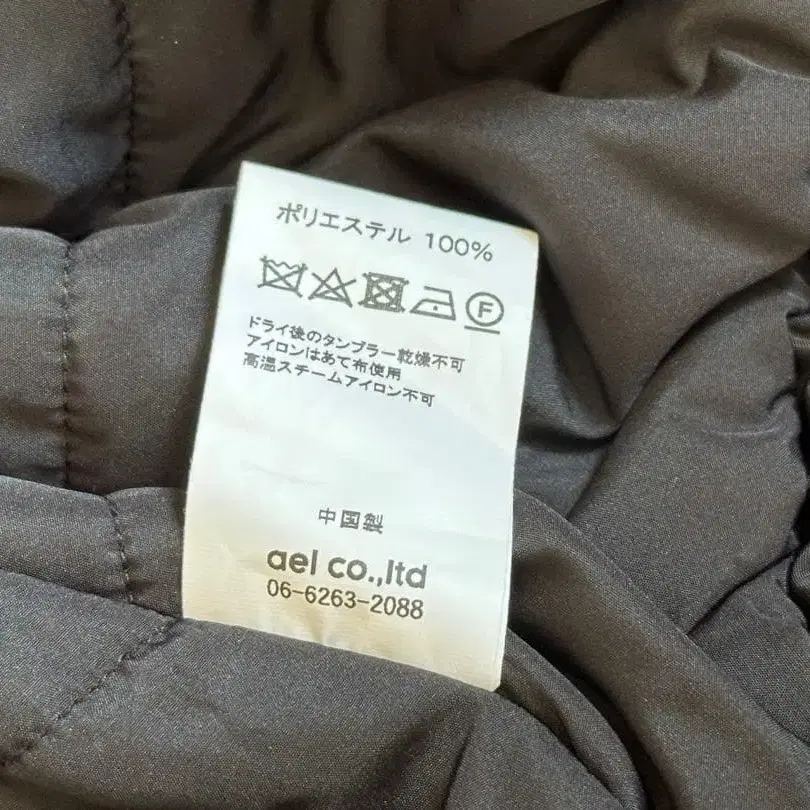 ポリエステル 100%
F
ドライ後のタンブラー乾燥不可
アイロンはあて布使用
高温スチームアイロン不可
中国製
ael co.,ltd
06-6263-2088